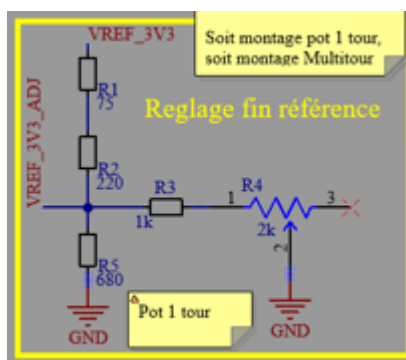 VREF_3V3
Soit montage pot 1 tour,
soit montage Multitour
R1
75
Reglage fin référence
VREF_3V3_ADJ
R2
220
R3
1k
1
R4
2k
3
2
R5
680
GND
Pot 1 tour
GND